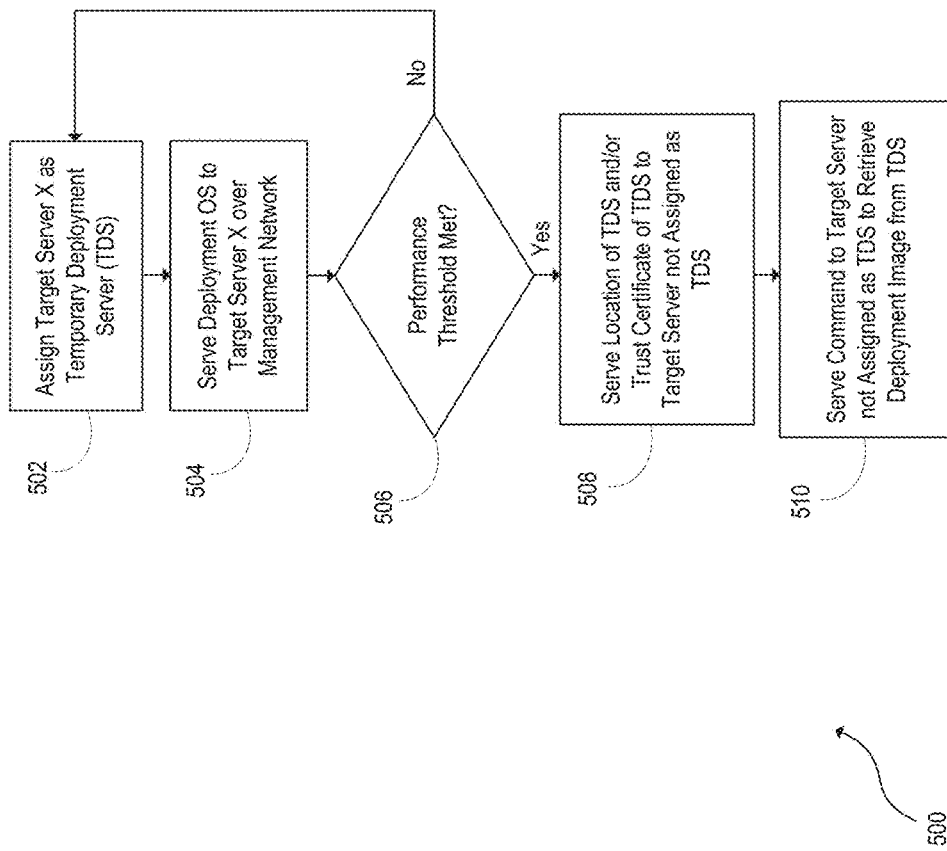 502
Assign Target Server X as
Temporary Deployment
Server (TDS)
504
Serve Deployment OS to
Target Server X over
Management Network
506
Performance
Threshold Met?
No
Yes
508
Serve Location of TDS and/or
Trust Certificate of TDS to
Target Server not Assigned as
TDS
510
Serve Command to Target Server
not Assigned as TDS to Retrieve
Deployment Image from TDS
500